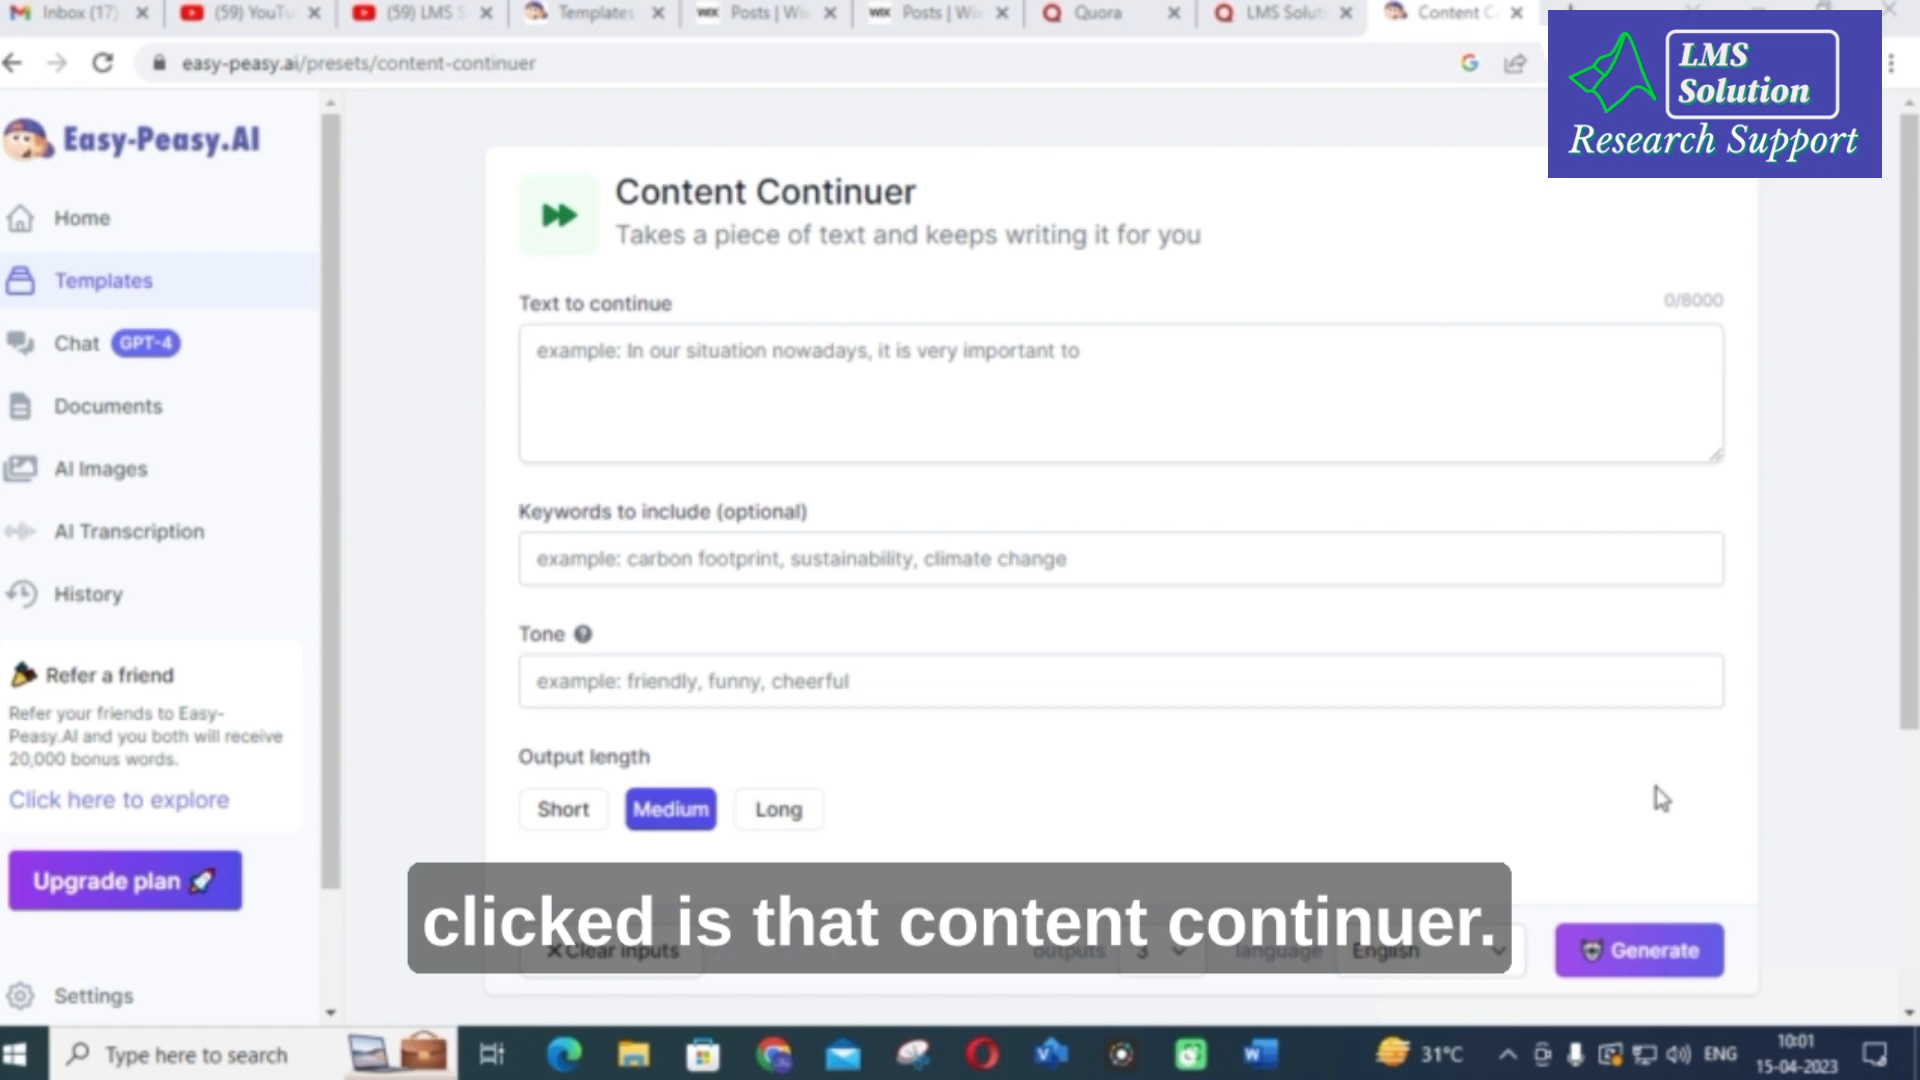 Inbox (17)
(59) YouTu
(59) LMS S
Templates
Posts | Wi
Posts | Wi
Quora
LMS Solut
Content C
easy-peasy.ai/presets/content-continuer
LMS
Solution
Research Support
Easy-Peasy.AI
Home
Templates
Chat GPT-4
Documents
AI Images
AI Transcription
History
Refer a friend
Refer your friends to Easy-
Peasy.AI and you both will receive
20,000 bonus words.
Click here to explore
Upgrade plan
Settings
Content Continuer
Takes a piece of text and keeps writing it for you
Text to continue
0/8000
example: In our situation nowadays, it is very important to
Keywords to include (optional)
example: carbon footprint, sustainability, climate change
Tone
example: friendly, funny, cheerful
Output length
Short Medium Long
clicked is that content continuer.
Clear inputs
outputs 3 language English
Generate
Type here to search
31°C
ENG
10:01
15-04-2023